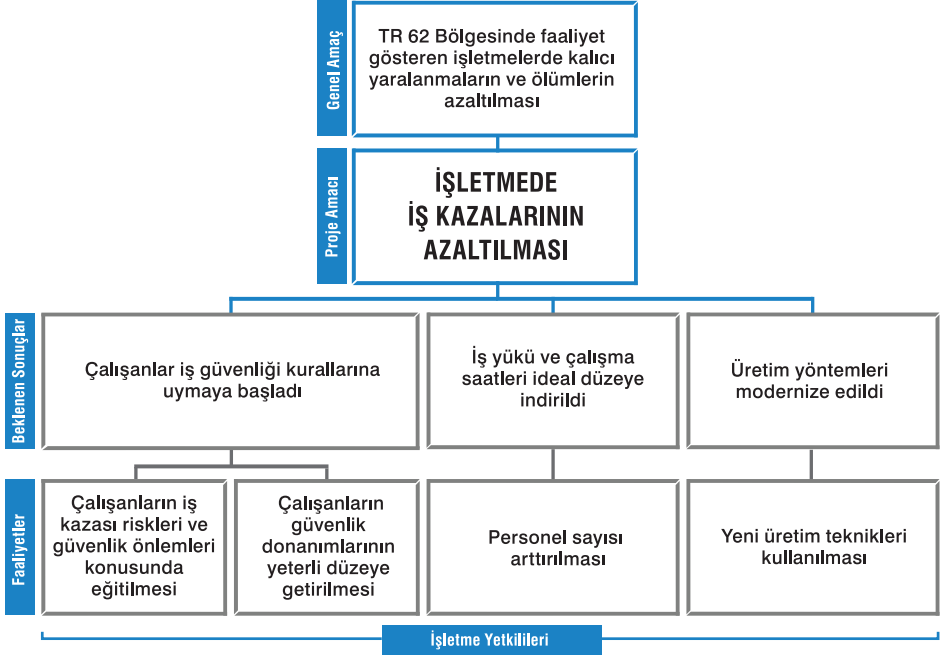 Genel Amaç
TR 62 Bölgesinde faaliyet
gösteren işletmelerde kalıcı
yaralanmaların ve ölümlerin
azaltılması
Proje Amacı
İŞLETMEDE
İŞ KAZALARININ
AZALTILMASI
Beklenen Sonuçlar
Çalışanlar iş güvenliği kurallarına
uymaya başladı
İş yükü ve çalışma
saatleri ideal düzeye
indirildi
Üretim yöntemleri
modernize edildi
Faaliyetler
Çalışanların iş
kazası riskleri ve
güvenlik önlemleri
konusunda
eğitilmesi
Çalışanların
güvenlik
donanımlarının
yeterli düzeye
getirilmesi
Personel sayısı
arttırılması
Yeni üretim teknikleri
kullanılması
İşletme Yetkilileri